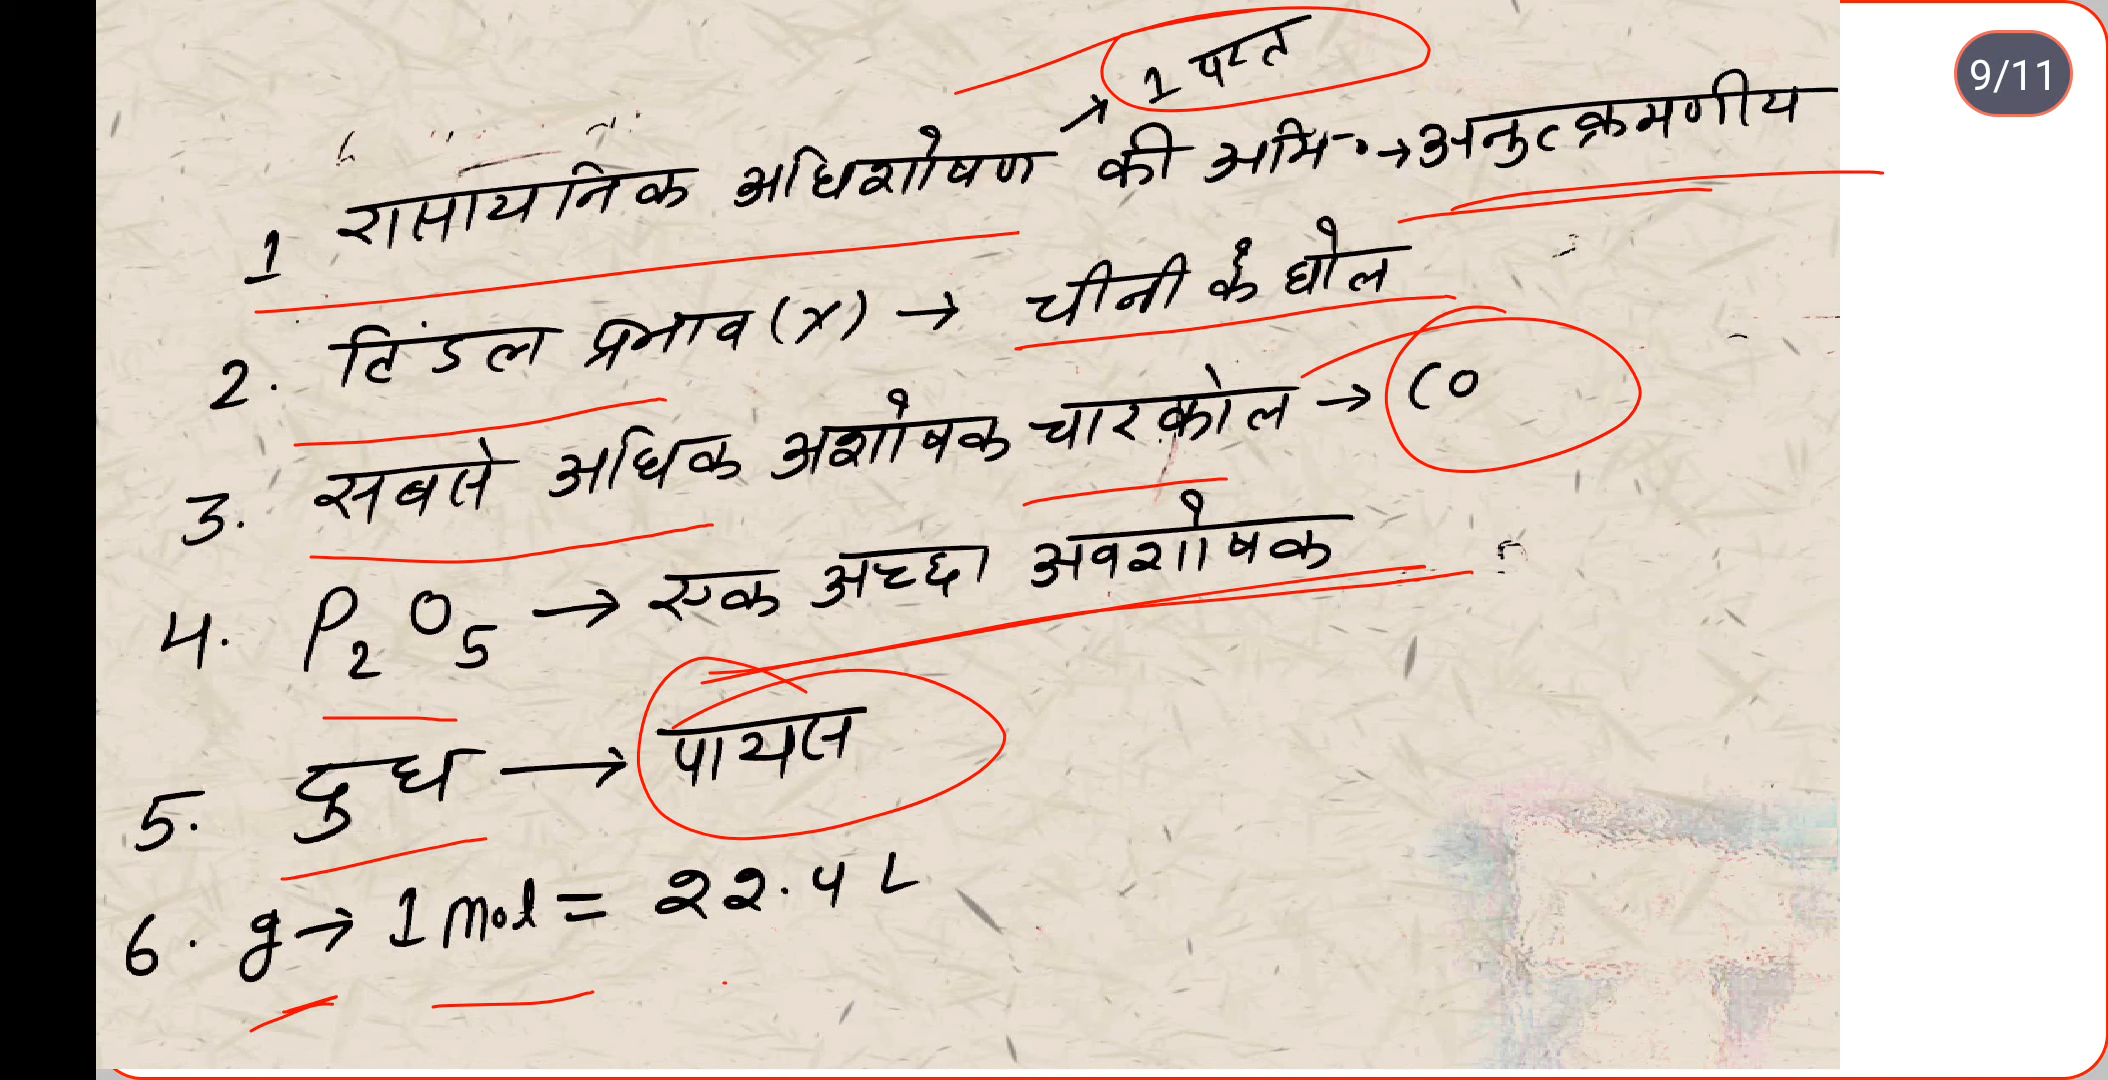 9/11
1 परत
1 रासायनिक अधिशोषण की अभि० → अनुत्क्रमणीय
2. टिंडल प्रभाव (x) → चीनी के घोल
3. सबसे अधिक अशोषक चारकोल → CO
4. P₂O₅ → एक अच्छा अवशोषक
5. दुध → पायस
6. g → 1 mol = 22.4 L